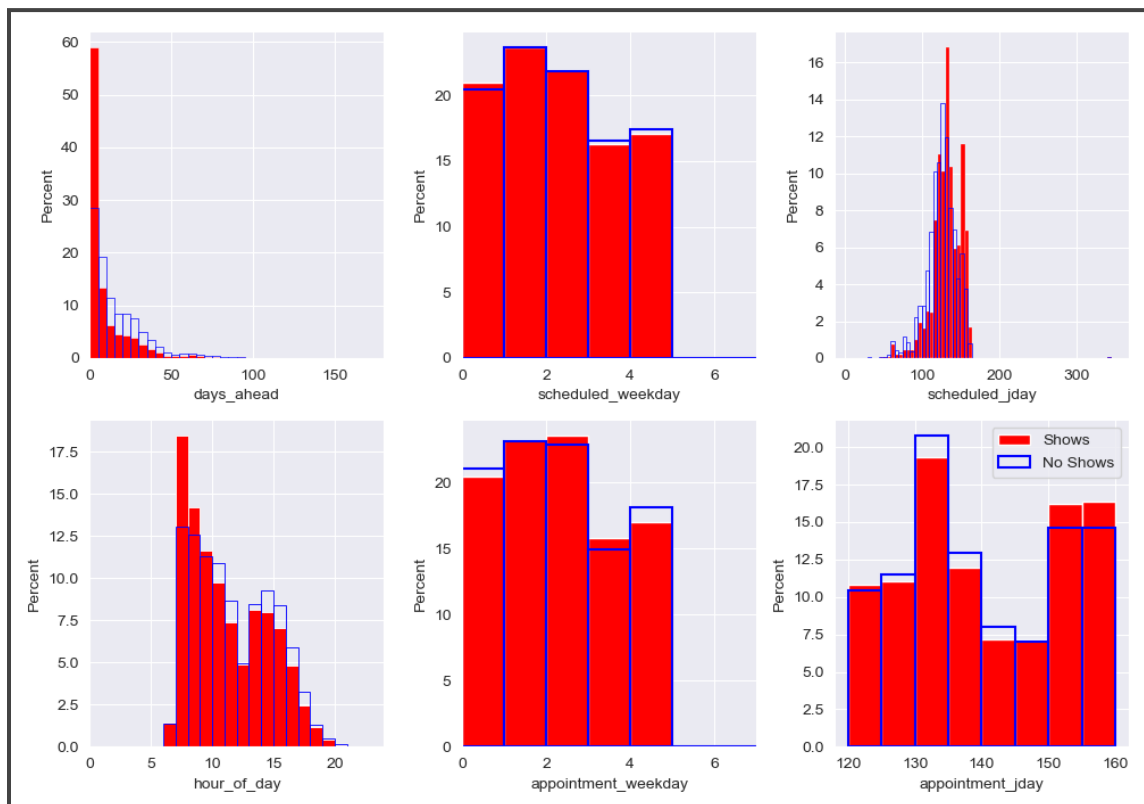 60
50
40
30
20
10
0
Percent
0 50 100 150
days_ahead
20
15
10
5
0
Percent
0 2 4 6
scheduled_weekday
16
14
12
10
8
6
4
2
0
Percent
0 100 200 300
scheduled_jday
17.5
15.0
12.5
10.0
7.5
5.0
2.5
0.0
Percent
0 5 10 15 20
hour_of_day
20
15
10
5
0
Percent
0 2 4 6
appointment_weekday
Shows
No Shows
20.0
17.5
15.0
12.5
10.0
7.5
5.0
2.5
0.0
Percent
120 130 140 150 160
appointment_jday